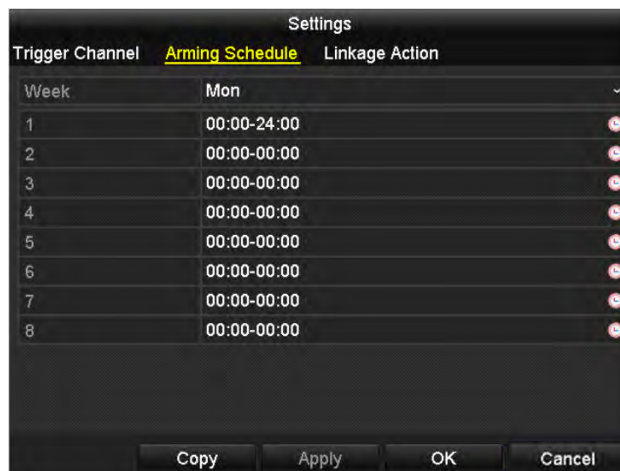 Settings
Trigger Channel Arming Schedule Linkage Action
Week Mon
1 00:00-24:00
2 00:00-00:00
3 00:00-00:00
4 00:00-00:00
5 00:00-00:00
6 00:00-00:00
7 00:00-00:00
8 00:00-00:00
Copy Apply OK Cancel